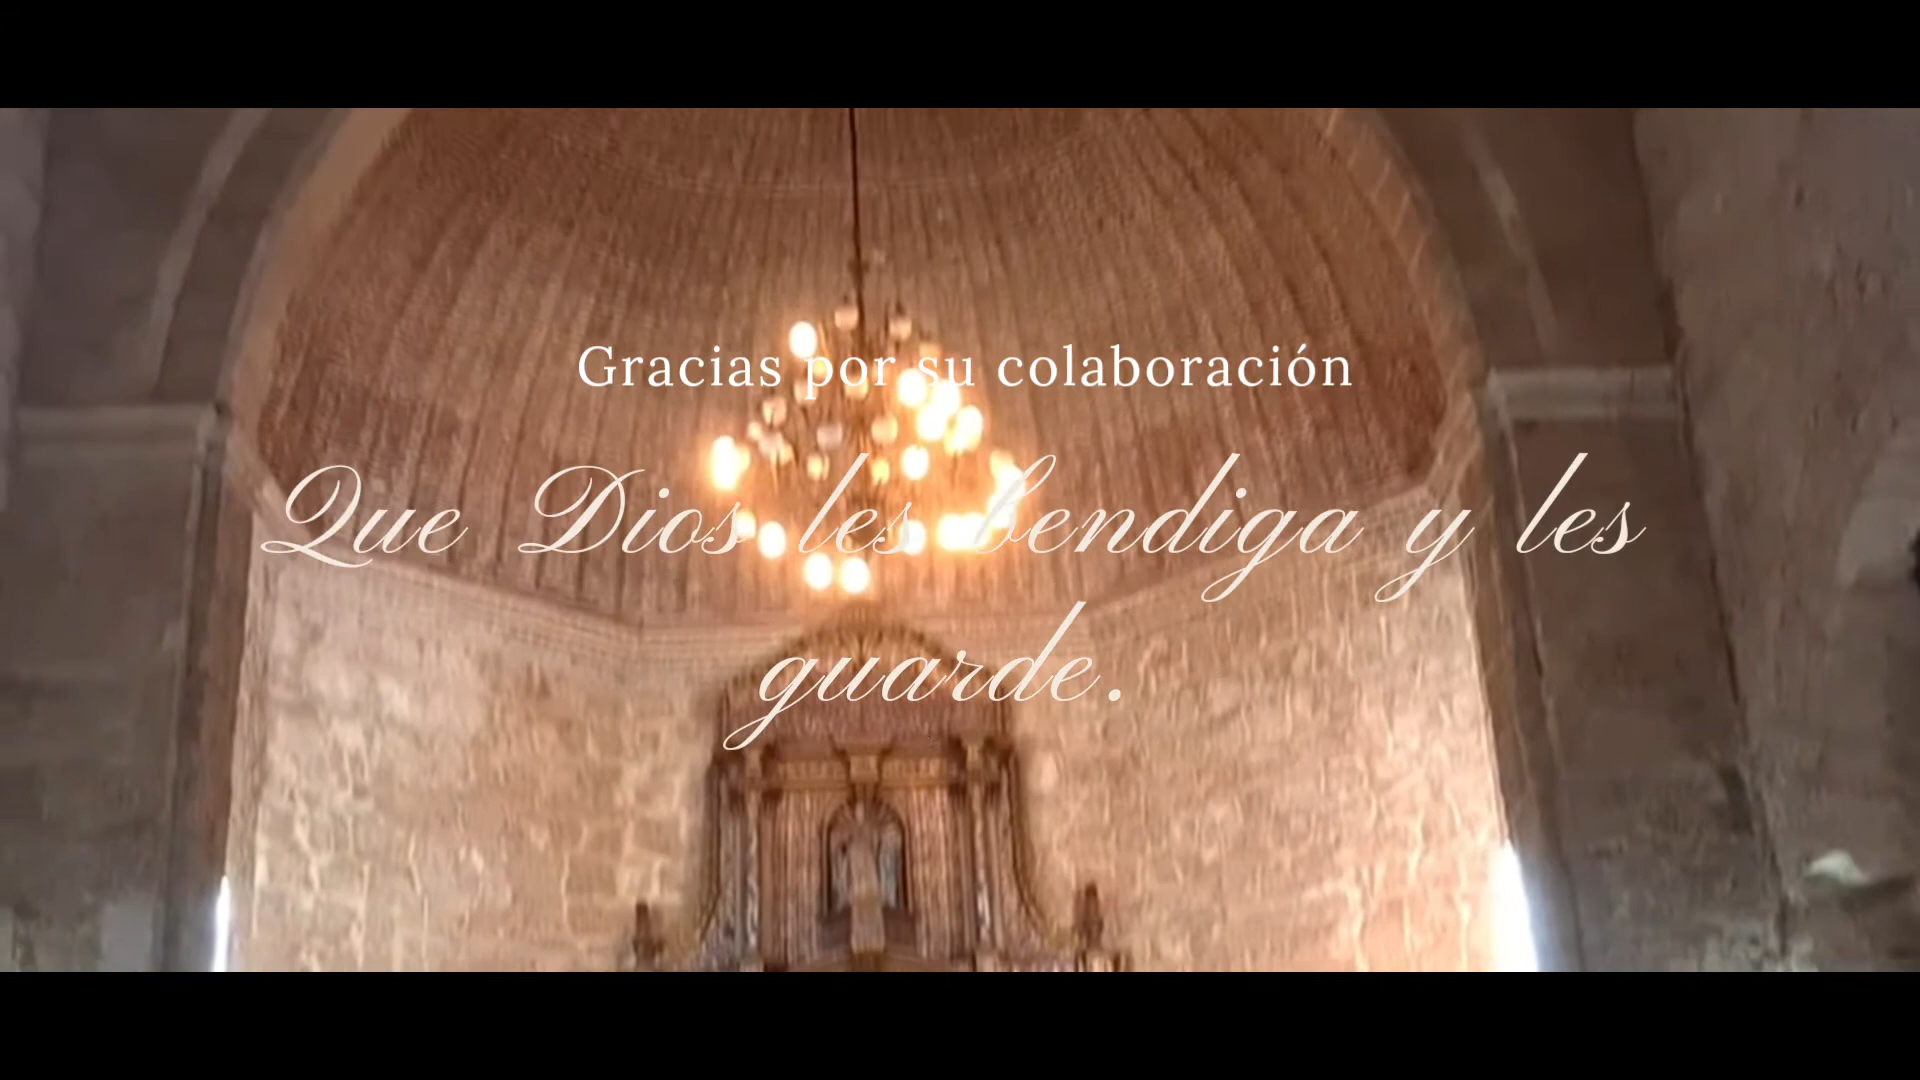 Gracias por su colaboración
Que Dios les bendiga y les
guarde.